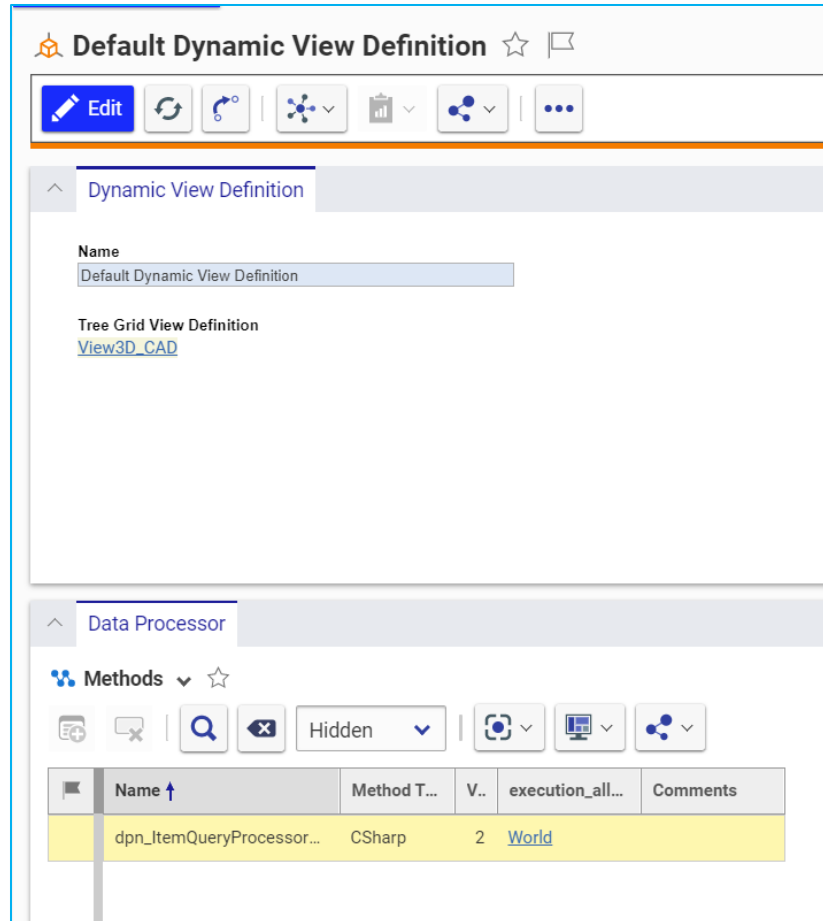 Default Dynamic View Definition
Edit
Dynamic View Definition
Name
Default Dynamic View Definition
Tree Grid View Definition
View3D_CAD
Data Processor
Methods
Hidden
Name Method T... V.. execution_all... Comments
dpn_ItemQueryProcessor... CSharp 2 World